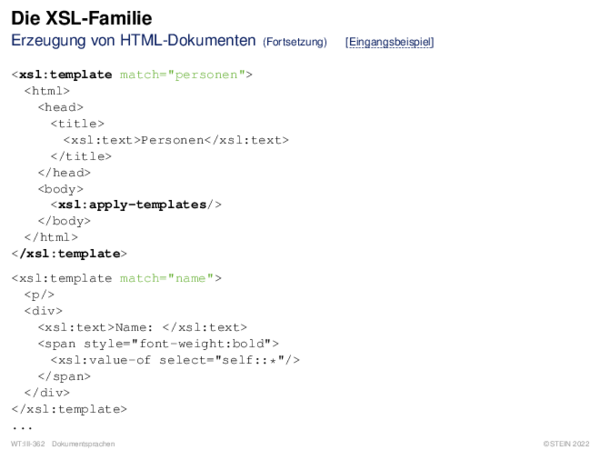 Die XSL-Familie
Erzeugung von HTML-Dokumenten (Fortsetzung) [Eingangsbeispiel]
<xsl:template match="personen">
  <html>
    <head>
      <title>
        <xsl:text>Personen</xsl:text>
      </title>
    </head>
    <body>
      <xsl:apply-templates/>
    </body>
  </html>
</xsl:template>
<xsl:template match="name">
  <p/>
  <div>
    <xsl:text>Name: </xsl:text>
    <span style="font-weight:bold">
      <xsl:value-of select="self::*"/>
    </span>
  </div>
</xsl:template>
...
WT:III-362 Dokumentsprachen ©STEIN 2022